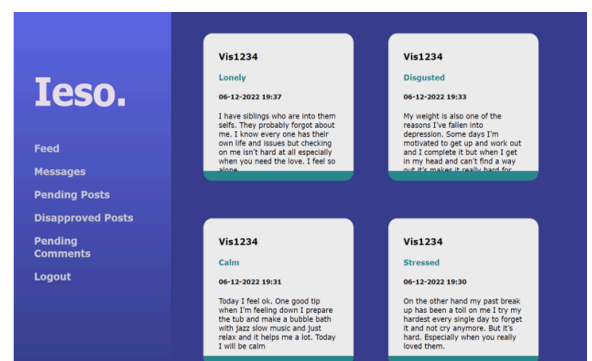 Ieso.
Feed
Messages
Pending Posts
Disapproved Posts
Pending
Comments
Logout
Vis1234
Lonely
06-12-2022 19:37
I have siblings who are into them
selfs. They probably forgot about
me. I know every one has their
own life and issues but checking
on me isn't hard at all especially
when you need the love. I feel so
alone
Vis1234
Disgusted
06-12-2022 19:33
My weight is also one of the
reasons I've fallen into
depression. Some days I'm
motivated to get up and work out
and I complete it but when I get
in my head and can't find a way
out it's makes it really hard for
Vis1234
Calm
06-12-2022 19:31
Today I feel ok. One good tip
when I'm feeling down I prepare
the tub and make a bubble bath
with jazz slow music and just
relax and it helps me a lot. Today
I will be calm
Vis1234
Stressed
06-12-2022 19:30
On the other hand my past break
up has been a toll on me I try my
hardest every single day to forget
it and not cry anymore. But it's
hard. Especially when you really
loved them.